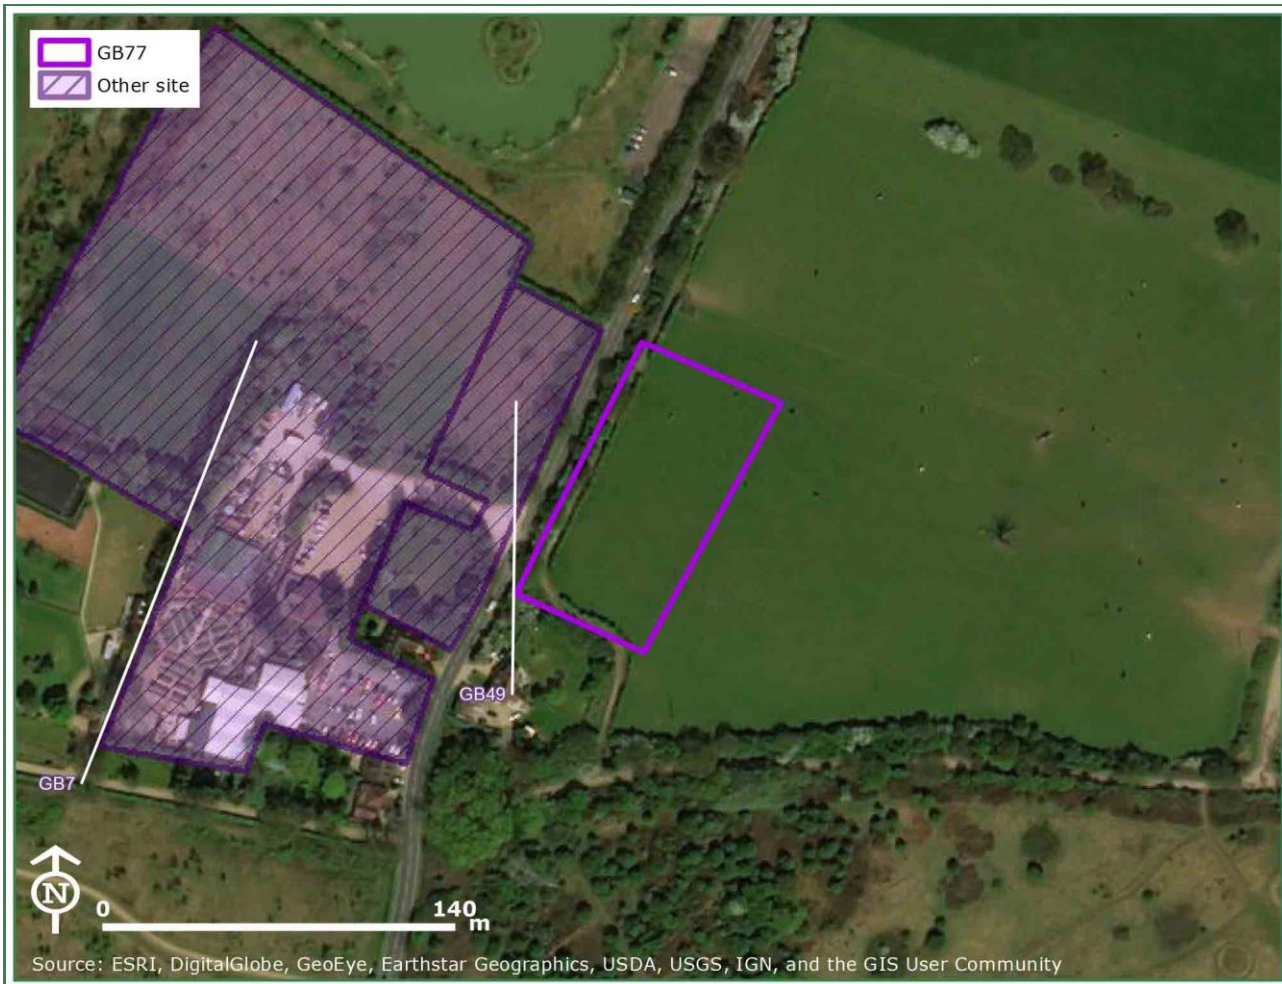 GB77
Other site
GB49
GB7
N
0 140
m
Source: ESRI, DigitalGlobe, GeoEye, Earthstar Geographics, USDA, USGS, IGN, and the GIS User Community